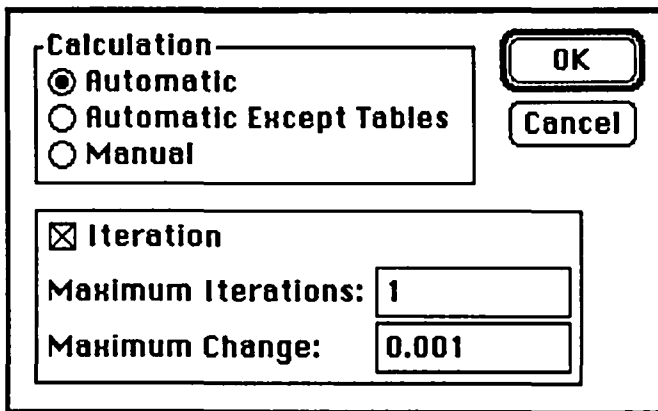 Calculation
Automatic
Automatic Except Tables
Manual
OK
Cancel
Iteration
Maximum Iterations: 1
Maximum Change: 0.001